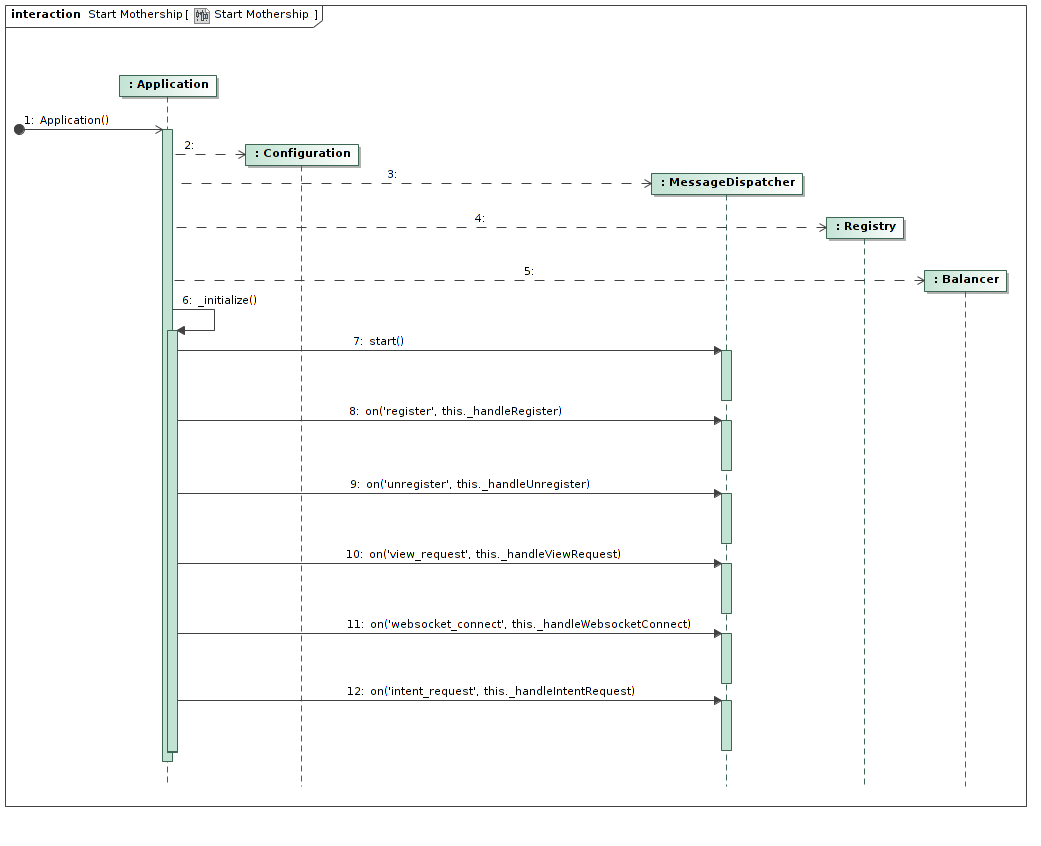 interaction Start Mothership [ Start Mothership ]
: Application
1: Application()
2:
: Configuration
3:
: MessageDispatcher
4:
: Registry
5:
: Balancer
6: _initialize()
7: start()
8: on('register', this._handleRegister)
9: on('unregister', this._handleUnregister)
10: on('view_request', this._handleViewRequest)
11: on('websocket_connect', this._handleWebsocketConnect)
12: on('intent_request', this._handleIntentRequest)